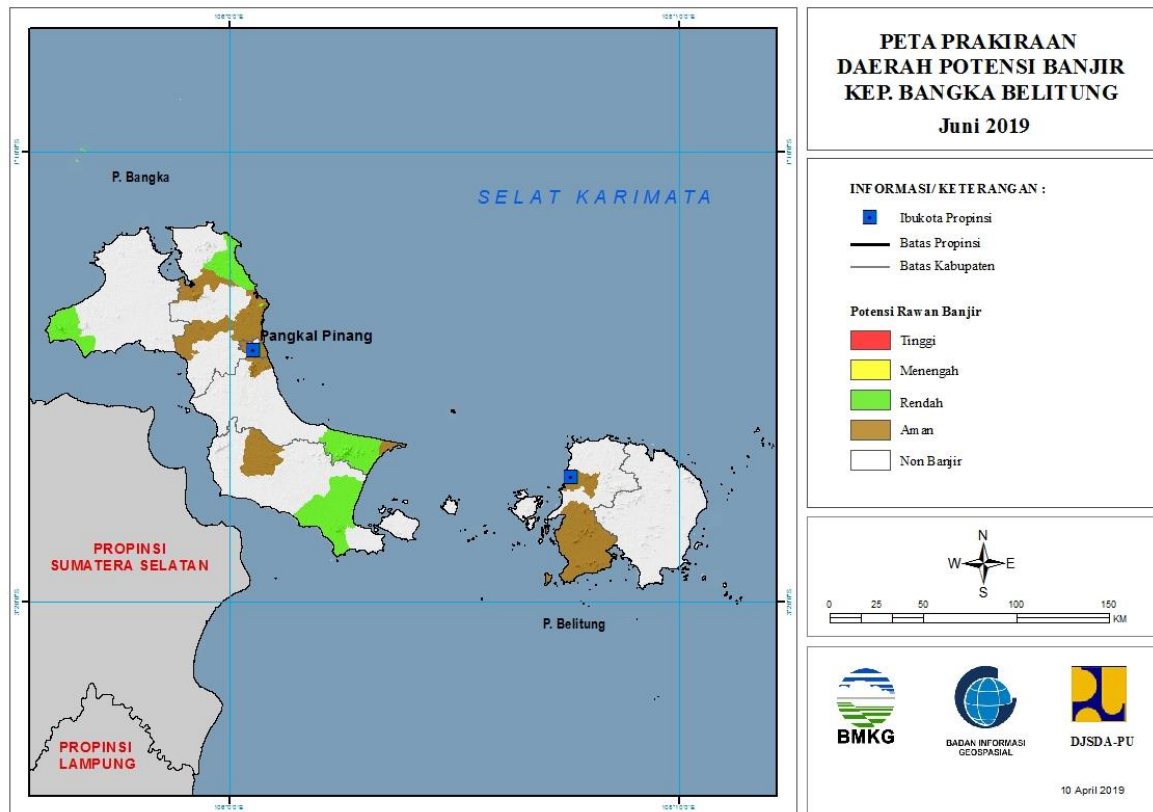 PETA PRAKIRAAN
DAERAH POTENSI BANJIR
KEP. BANGKA BELITUNG
Juni 2019
P. Bangka
SELAT KARIMATA
Pangkal Pinang
PROPINSI
SUMATERA SELATAN
P. Belitung
PROPINSI
LAMPUNG
INFORMASI/ KETERANGAN :
Ibukota Propinsi
Batas Propinsi
Batas Kabupaten
Potensi Rawan Banjir
Tinggi
Menengah
Rendah
Aman
Non Banjir
N
W E
S
0 25 50 100 150
KM
BMKG
BADAN INFORMASI
GEOSPASIAL
DJSDA-PU
10 April 2019